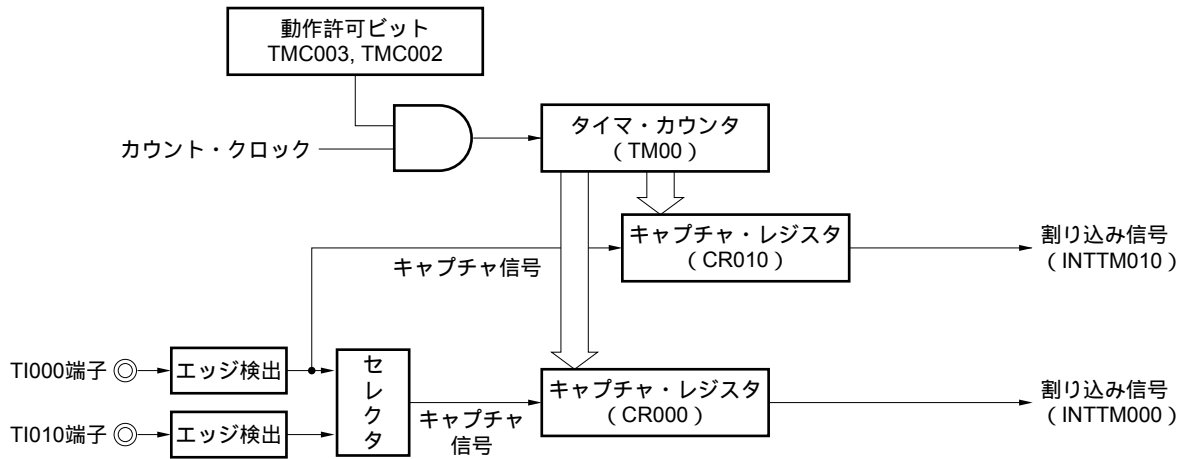 動作許可ビット
TMC003, TMC002
カウント・クロック
タイマ・カウンタ
( TM00 )
キャプチャ・レジスタ
( CR010 )
割り込み信号
( INTTM010 )
キャプチャ信号
TI000端子
エッジ検出
セレクタ
キャプチャ・レジスタ
( CR000 )
割り込み信号
( INTTM000 )
キャプチャ
信号
TI010端子
エッジ検出